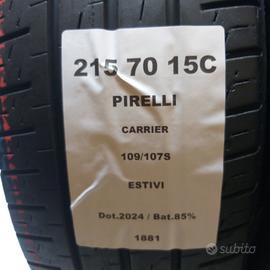 215 70 15C
PIRELLI
CARRIER
109/107S
ESTIVI
Dot.2024 / Bat.85%
1881
subito